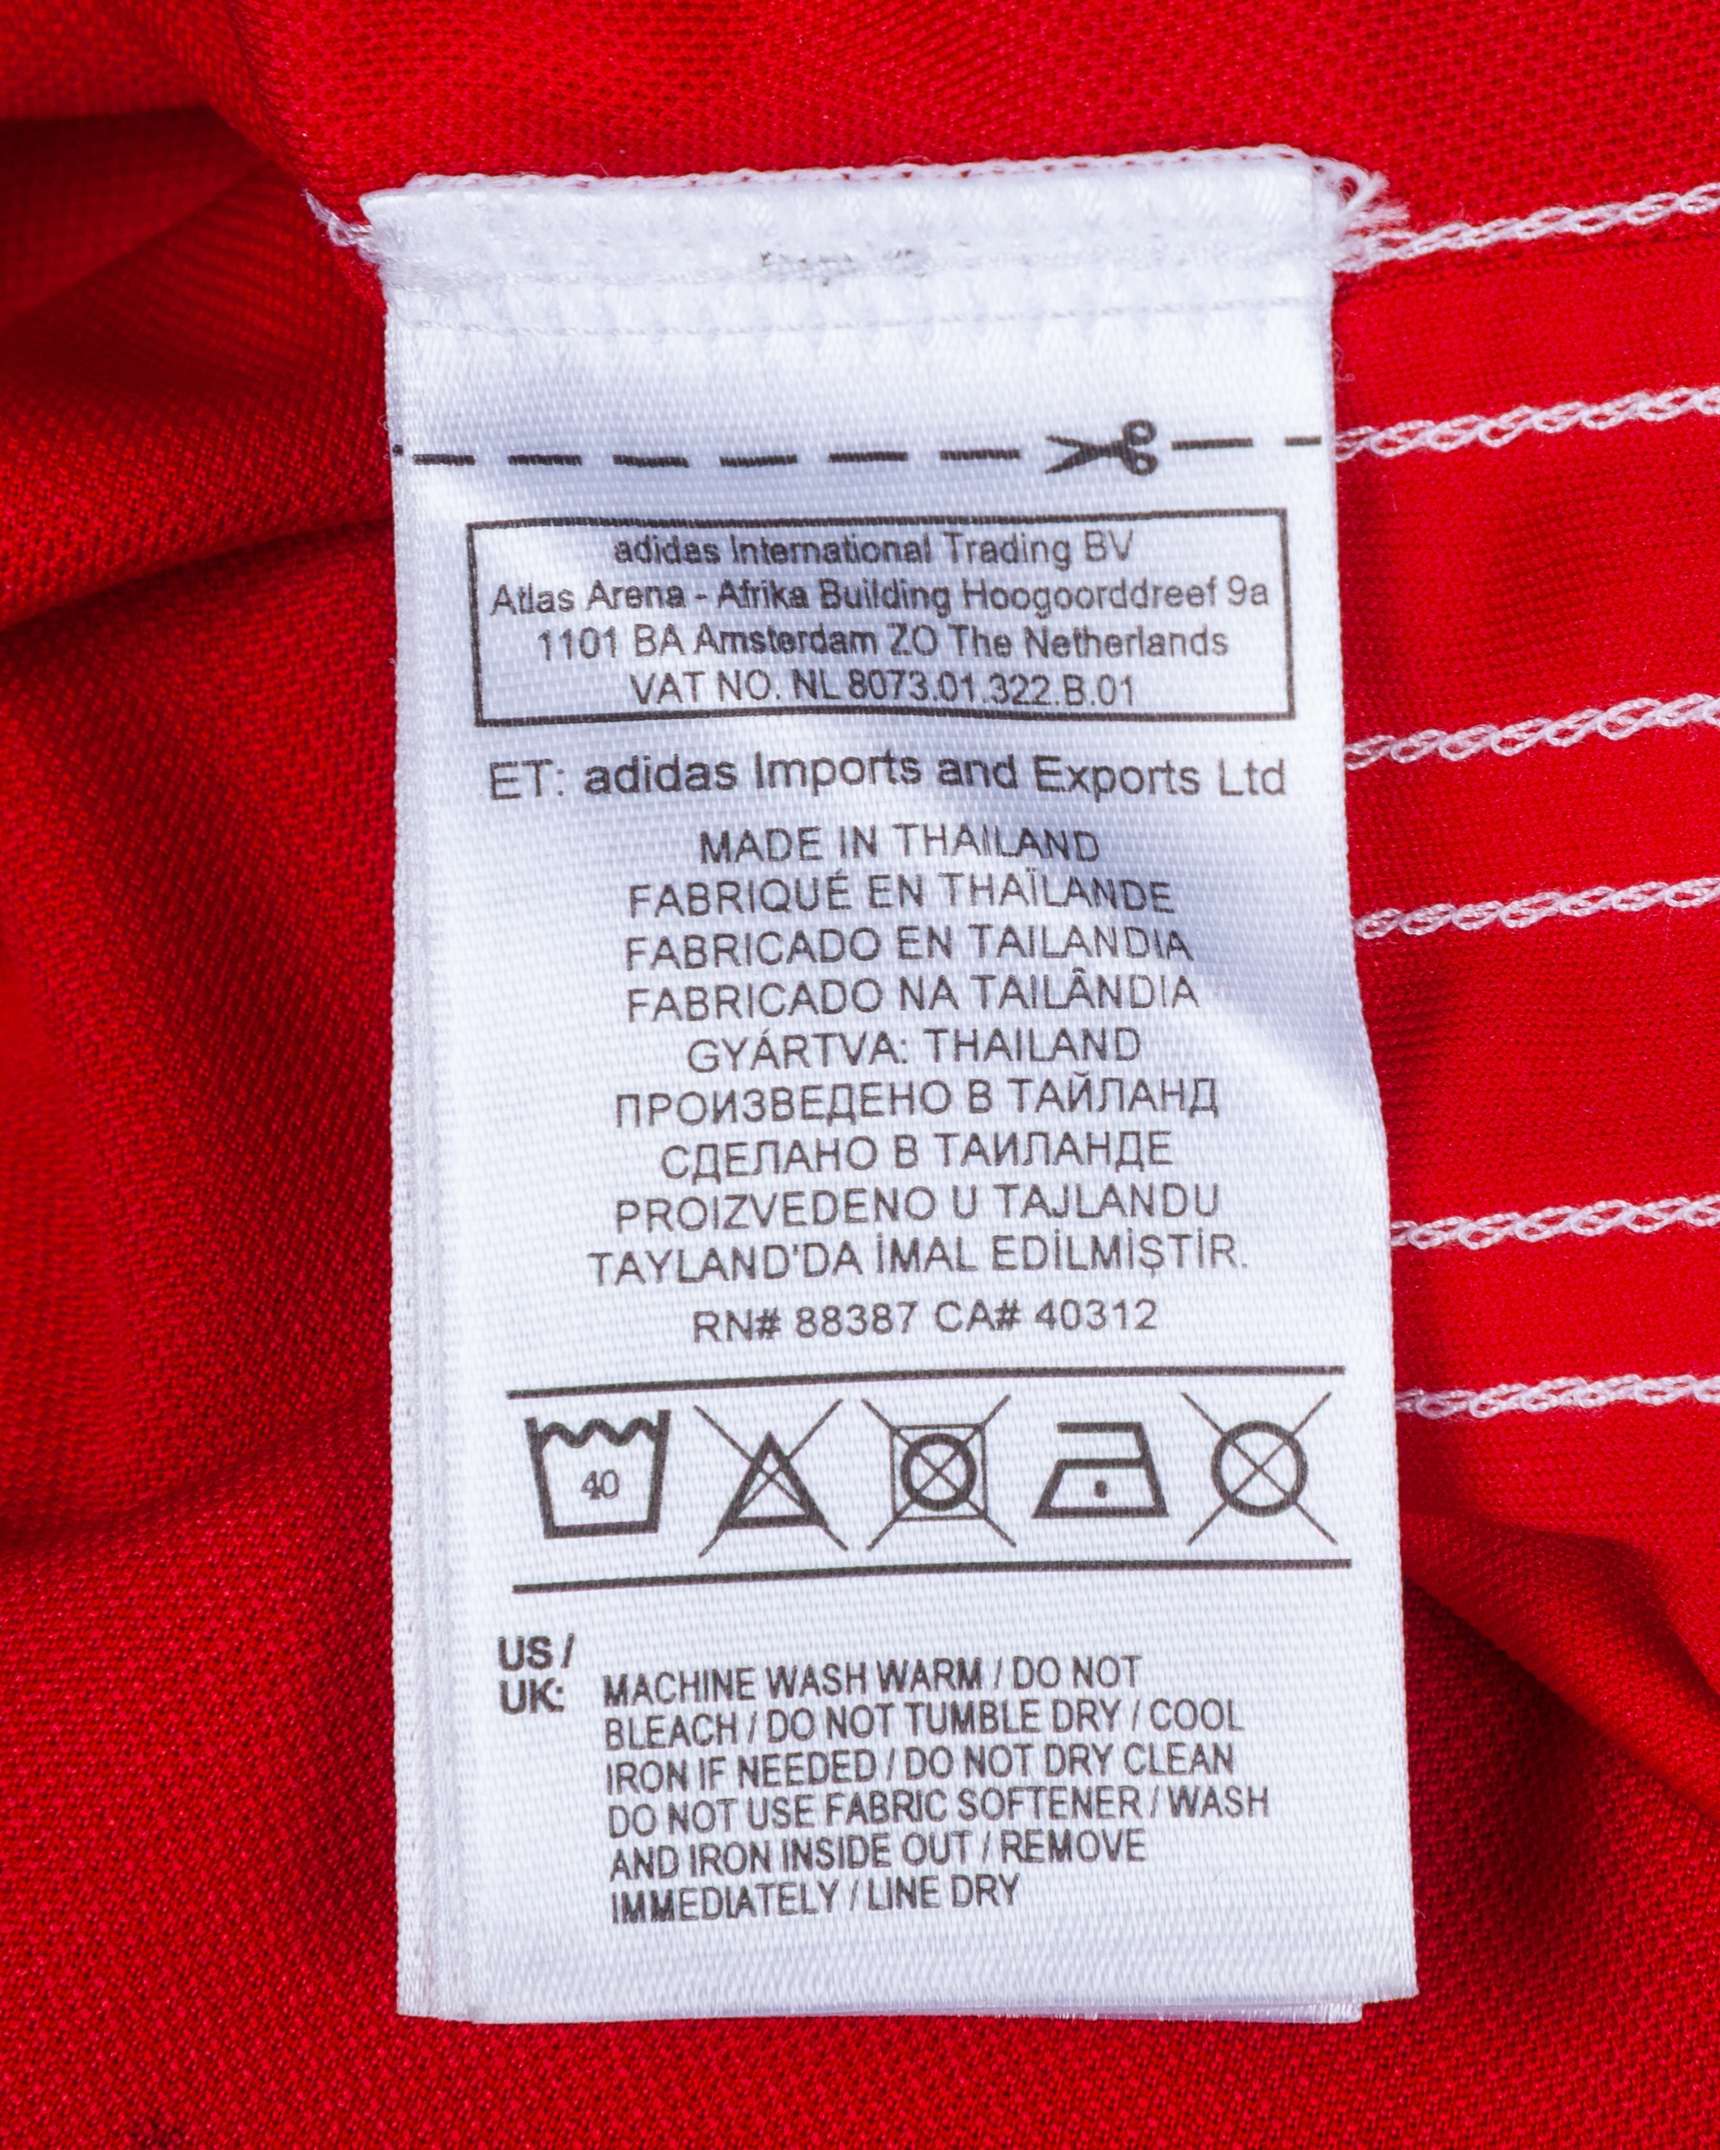 adidas International Trading BV
Atlas Arena - Afrika Building Hoogoorddreef 9a
1101 BA Amsterdam ZO The Netherlands
VAT NO. NL 8073.01.322.B.01
ET: adidas Imports and Exports Ltd
MADE IN THAILAND
FABRIQUÉ EN THAÏLANDE
FABRICADO EN TAILANDIA
FABRICADO NA TAILÂNDIA
GYÁRTVA: THAILAND
ПРОИЗВЕДЕНО В ТАЙЛАНД
СДЕЛАНО В ТАИЛАНДЕ
PROIZVEDENO U TAJLANDU
TAYLAND'DA İMAL EDİLMİŞTİR.
RN# 88387 CA# 40312
40
US /
UK: MACHINE WASH WARM / DO NOT
BLEACH / DO NOT TUMBLE DRY / COOL
IRON IF NEEDED / DO NOT DRY CLEAN
DO NOT USE FABRIC SOFTENER / WASH
AND IRON INSIDE OUT / REMOVE
IMMEDIATELY / LINE DRY